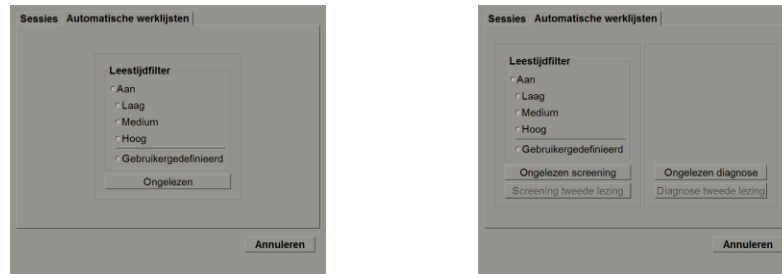 Sessies Automatische werklijsten
Leestijdfilter
Aan
Laag
Medium
Hoog
Gebruikergedefinieerd
Ongelezen
Annuleren
Sessies Automatische werklijsten
Leestijdfilter
Aan
Laag
Medium
Hoog
Gebruikergedefinieerd
Ongelezen screening Ongelezen diagnose
Screening tweede lezing Diagnose tweede lezing
Annuleren